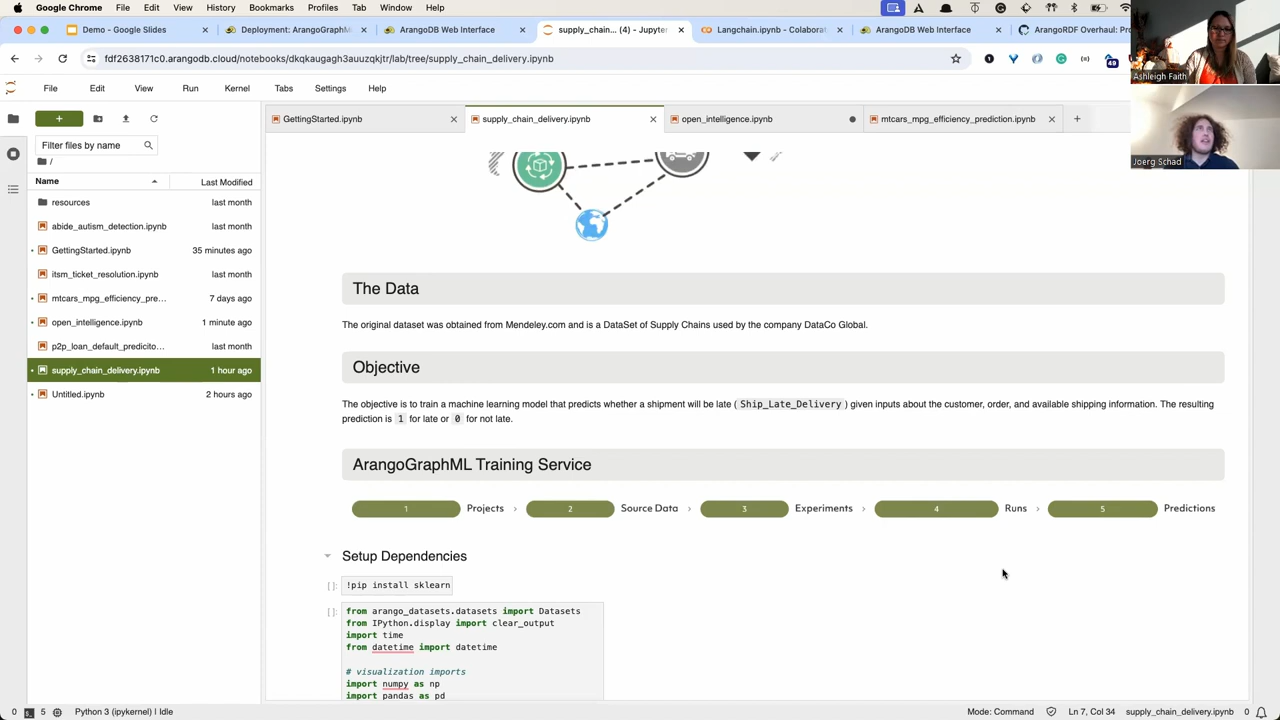 Google Chrome File Edit View History Bookmarks Profiles Tab Window Help
Demo - Google Slides
Deployment: ArangoGraphM
ArangoDB Web Interface
supply_chain... (4) - Jupyter
Langchain.ipynb - Colaborat
ArangoDB Web Interface
ArangoRDF Overhaul: Pro
fdf2638171c0.arangodb.cloud/notebooks/dkqkaugagh3auuzqkjtr/lab/tree/supply_chain_delivery.ipynb
49
Ashleigh Faith
Joerg Schad
File Edit View Run Kernel Tabs Settings Help
+
GettingStarted.ipynb
supply_chain_delivery.ipynb
open_intelligence.ipynb
mtcars_mpg_efficiency_prediction.ipynb
Filter files by name
/
Name Last Modified
resources last month
abide_autism_detection.ipynb last month
GettingStarted.ipynb 35 minutes ago
itsm_ticket_resolution.ipynb last month
mtcars_mpg_efficiency_pre... 7 days ago
open_intelligence.ipynb 1 minute ago
p2p_loan_default_predicito... last month
supply_chain_delivery.ipynb 1 hour ago
Untitled.ipynb 2 hours ago
The Data
The original dataset was obtained from Mendeley.com and is a DataSet of Supply Chains used by the company DataCo Global.
Objective
The objective is to train a machine learning model that predicts whether a shipment will be late ( Ship_Late_Delivery ) given inputs about the customer, order, and available shipping information. The resulting
prediction is 1 for late or 0 for not late.
ArangoGraphML Training Service
1 Projects › 2 Source Data › 3 Experiments › 4 Runs › 5 Predictions
Setup Dependencies
[ ]: !pip install sklearn
[ ]: from arango_datasets.datasets import Datasets
from IPython.display import clear_output
import time
from datetime import datetime
# visualization imports
import numpy as np
import pandas as pd
0 5 Python 3 (ipykernel) | Idle
Mode: Command Ln 7, Col 34 supply_chain_delivery.ipynb 0